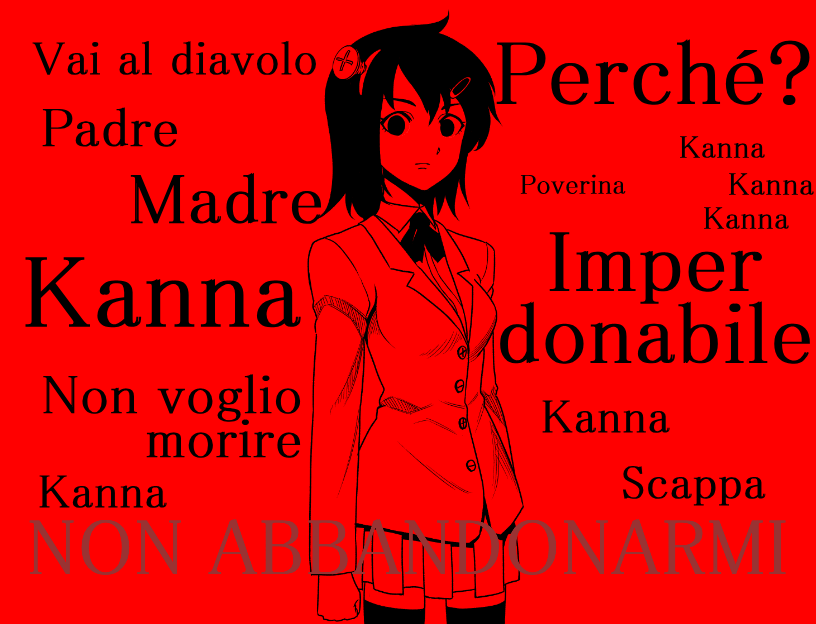 Vai al diavolo
Padre
Madre
Kanna
Non voglio
morire
Kanna
Perché?
Kanna
Poverina
Kanna
Kanna
Imper
donabile
Kanna
Scappa
NON ABBANDONARMI